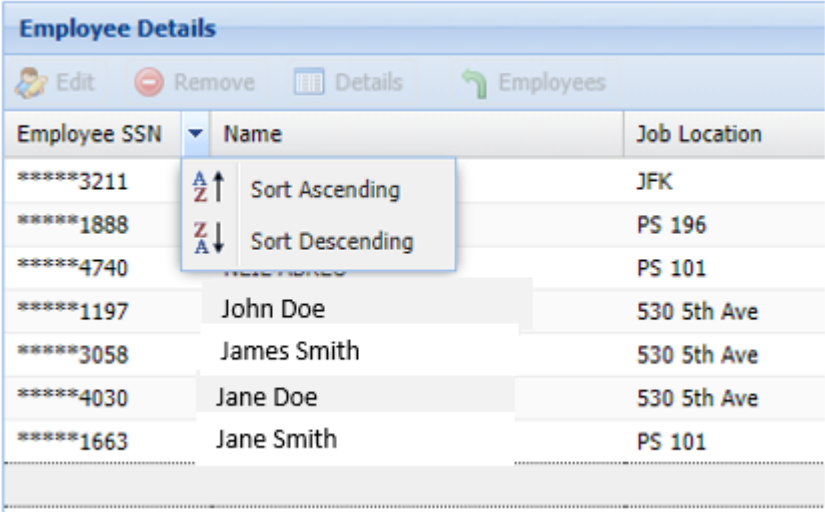 Employee Details
Edit Remove Details Employees
Employee SSN Name Job Location
*****3211 Sort Ascending JFK
*****1888 Sort Descending PS 196
*****4740 PS 101
*****1197 John Doe 530 5th Ave
*****3058 James Smith 530 5th Ave
*****4030 Jane Doe 530 5th Ave
*****1663 Jane Smith PS 101